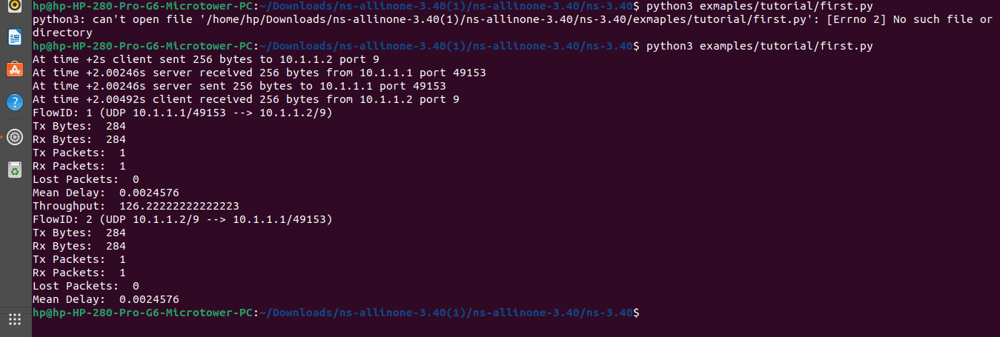 hp@hp-HP-280-Pro-G6-Microtower-PC:~/Downloads/ns-allinone-3.40(1)/ns-allinone-3.40/ns-3.40$ python3 exmaples/tutorial/first.py
python3: can't open file '/home/hp/Downloads/ns-allinone-3.40(1)/ns-allinone-3.40/ns-3.40/exmaples/tutorial/first.py': [Errno 2] No such file or
directory
hp@hp-HP-280-Pro-G6-Microtower-PC:~/Downloads/ns-allinone-3.40(1)/ns-allinone-3.40/ns-3.40$ python3 examples/tutorial/first.py
At time +2s client sent 256 bytes to 10.1.1.2 port 9
At time +2.00246s server received 256 bytes from 10.1.1.1 port 49153
At time +2.00246s server sent 256 bytes to 10.1.1.1 port 49153
At time +2.00492s client received 256 bytes from 10.1.1.2 port 9
FlowID: 1 (UDP 10.1.1.1/49153 --> 10.1.1.2/9)
Tx Bytes:  284
Rx Bytes:  284
Tx Packets:  1
Rx Packets:  1
Lost Packets:  0
Mean Delay:  0.0024576
Throughput:  126.22222222222223
FlowID: 2 (UDP 10.1.1.2/9 --> 10.1.1.1/49153)
Tx Bytes:  284
Rx Bytes:  284
Tx Packets:  1
Rx Packets:  1
Lost Packets:  0
Mean Delay:  0.0024576
hp@hp-HP-280-Pro-G6-Microtower-PC:~/Downloads/ns-allinone-3.40(1)/ns-allinone-3.40/ns-3.40$